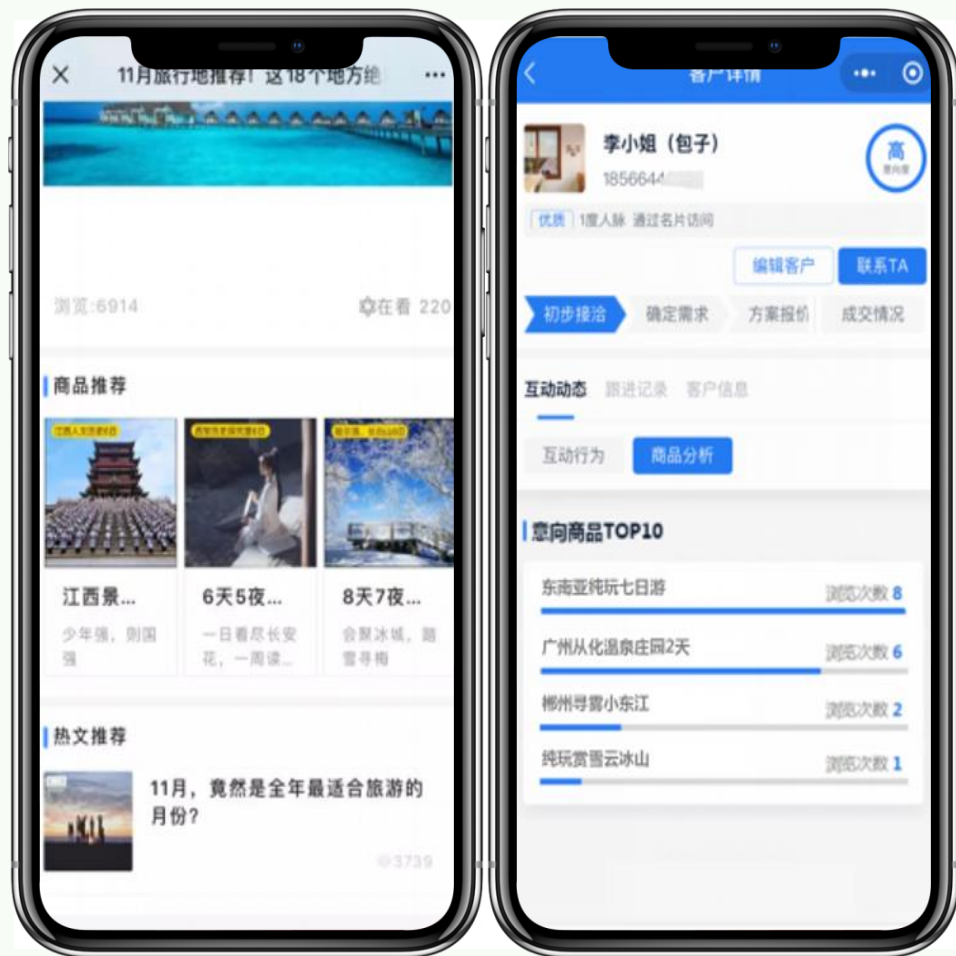 11月旅行地推荐！这18个地方绝
浏览:6914
在看 220
商品推荐
江西景...
6天5夜...
8天7夜...
少年强，则国
强
一日看尽长安
花，一周读...
会聚冰城，踏
雪寻梅
热文推荐
11月，竟然是全年最适合旅游的
月份？
3739
客户详情
李小姐（包子）
1856644
高
意向度
优质 1度人脉 通过名片访问
编辑客户
联系TA
初步接洽
确定需求
方案报价
成交情况
互动动态 跟进记录 客户信息
互动行为
商品分析
意向商品TOP10
东南亚纯玩七日游
浏览次数 8
广州从化温泉庄园2天
浏览次数 6
郴州寻雾小东江
浏览次数 2
纯玩赏雪云冰山
浏览次数 1